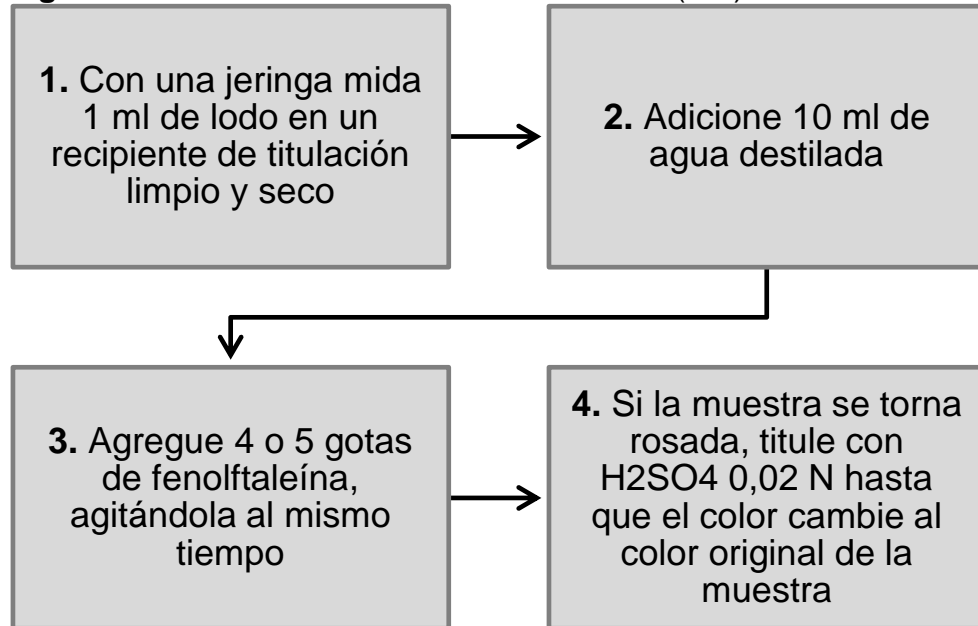 1. Con una jeringa mida
1 ml de lodo en un
recipiente de titulación
limpio y seco
2. Adicione 10 ml de
agua destilada
3. Agregue 4 o 5 gotas
de fenolftaleína,
agitándola al mismo
tiempo
4. Si la muestra se torna
rosada, titule con
H2SO4 0,02 N hasta
que el color cambie al
color original de la
muestra